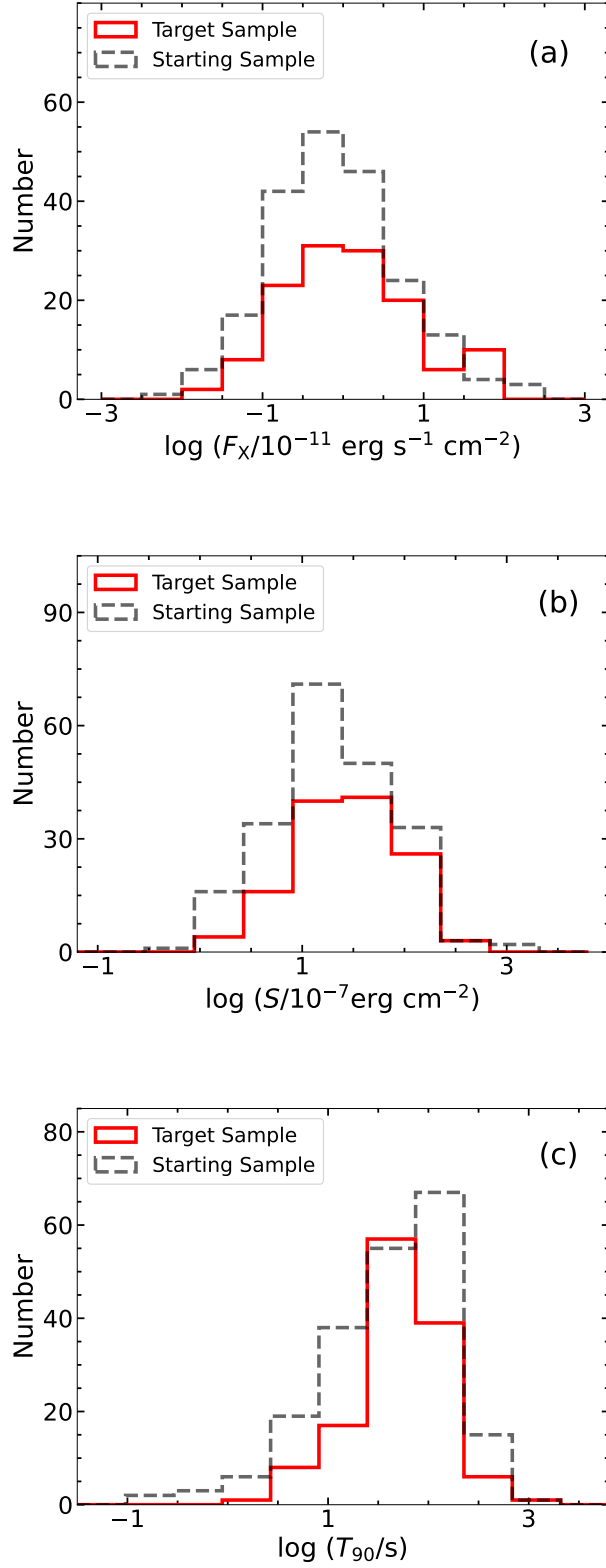 Target Sample
Starting Sample
(a)
Number
60
40
20
0
−3
−1
1
3
log (F_X/10⁻¹¹ erg s⁻¹ cm⁻²)
Target Sample
Starting Sample
(b)
Number
90
60
30
0
−1
1
3
log (S/10⁻⁷erg cm⁻²)
Target Sample
Starting Sample
(c)
Number
80
60
40
20
0
−1
1
3
log (T₉₀/s)